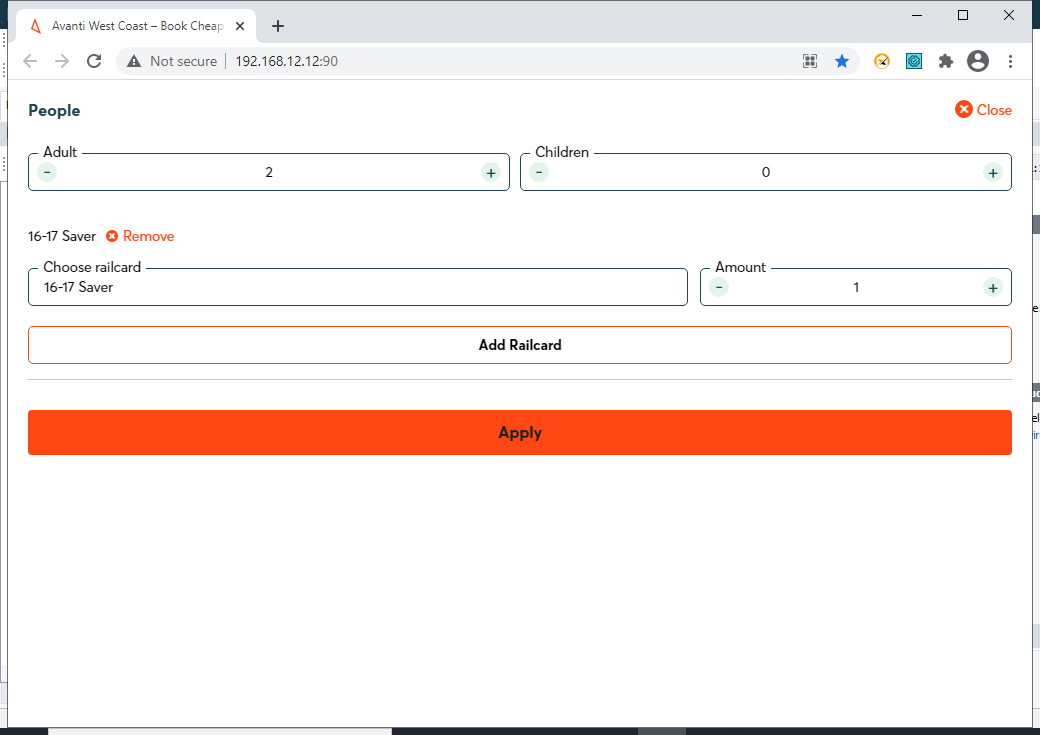 Avanti West Coast – Book Cheap
Not secure 192.168.12.12:90
People
Close
Adult
Children
- 2 +
- 0 +
16-17 Saver Remove
Choose railcard
Amount
16-17 Saver
- 1 +
Add Railcard
Apply